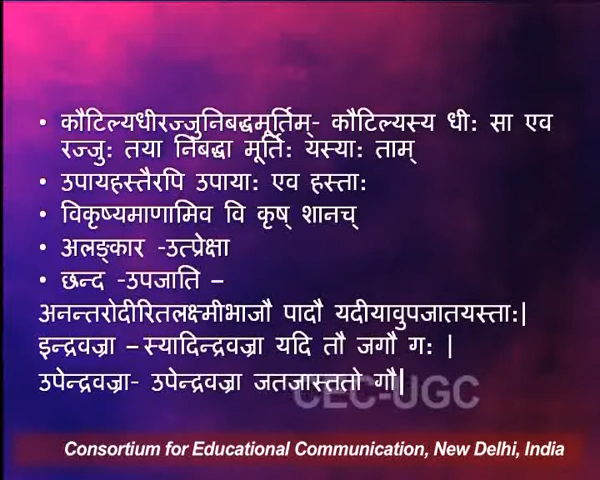 • कौटिल्यधीरज्जुनिबद्धमूर्तिम्- कौटिल्यस्य धीः सा एव
रज्जुः तया निबद्धा मूर्तिः यस्याः ताम्
• उपायहस्तैरपि उपायाः एव हस्ताः
• विकृष्यमाणामिव वि कृष् शानच्
• अलङ्कार -उत्प्रेक्षा
• छन्द -उपजाति –
अनन्तरोदीरितलक्ष्मीभाजौ पादौ यदीयावुपजातयस्ताः|
इन्द्रवज्रा – स्यादिन्द्रवज्रा यदि तौ जगौ गः |
उपेन्द्रवज्रा- उपेन्द्रवज्रा जतजास्ततो गौ|
CEC-UGC
Consortium for Educational Communication, New Delhi, India